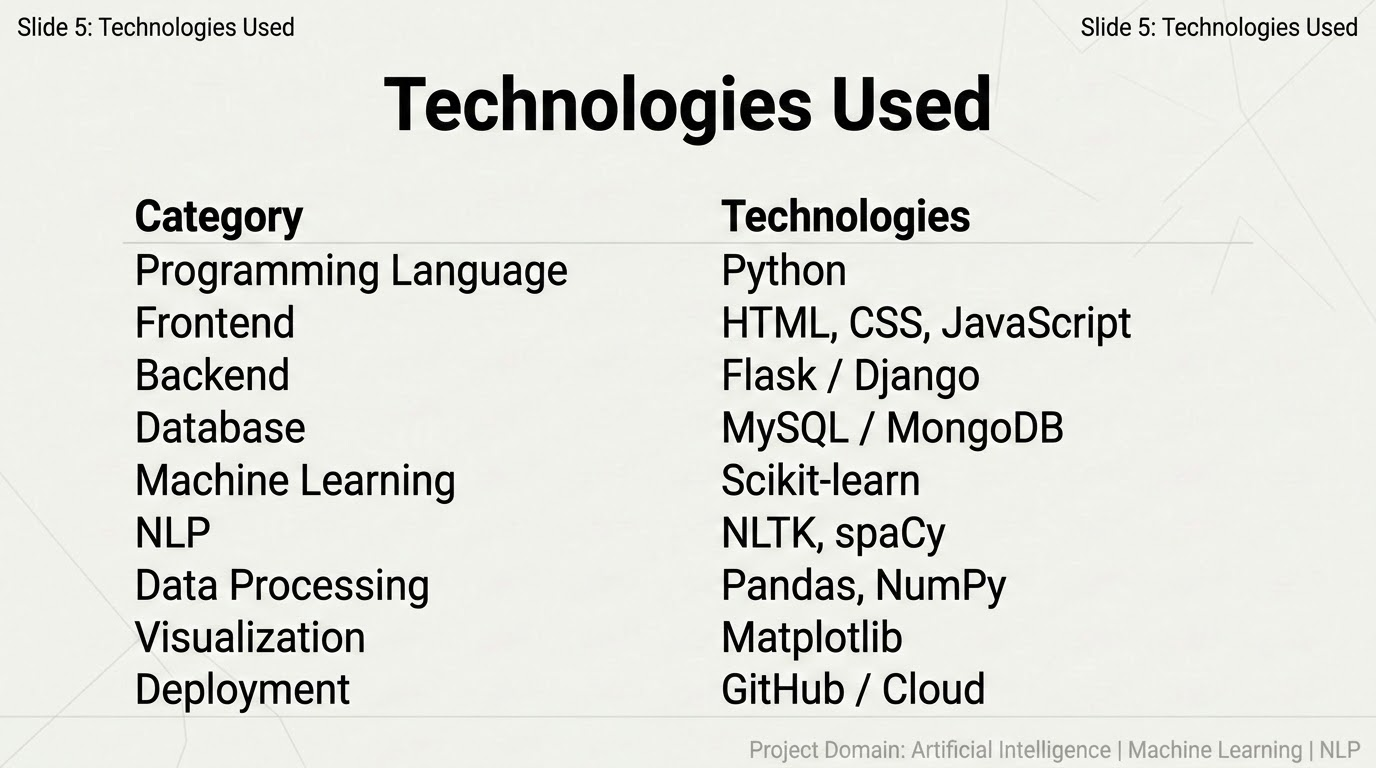 Slide 5: Technologies Used
Slide 5: Technologies Used
Technologies Used
Category Technologies
Programming Language Python
Frontend HTML, CSS, JavaScript
Backend Flask / Django
Database MySQL / MongoDB
Machine Learning Scikit-learn
NLP NLTK, spaCy
Data Processing Pandas, NumPy
Visualization Matplotlib
Deployment GitHub / Cloud
Project Domain: Artificial Intelligence | Machine Learning | NLP